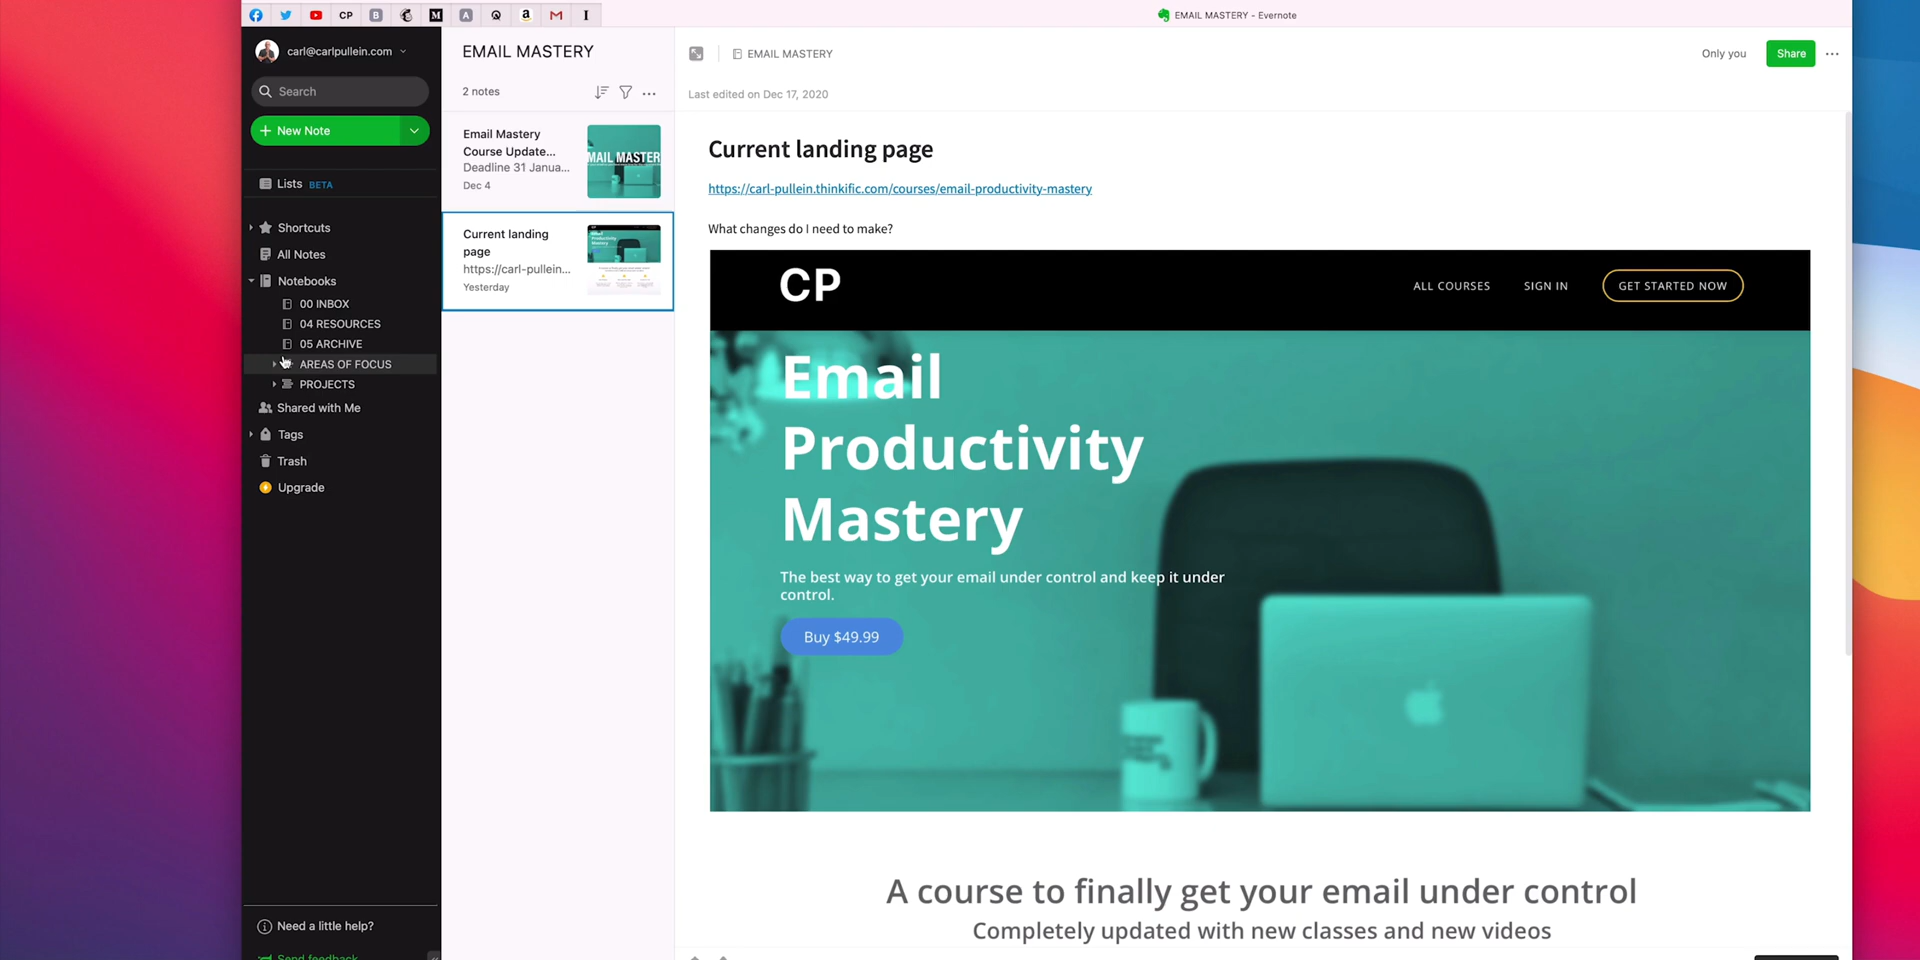 CP
B
M
A
a
I
EMAIL MASTERY - Evernote
carl@carlpullein.com
Search
New Note
Lists BETA
Shortcuts
All Notes
Notebooks
00 INBOX
04 RESOURCES
05 ARCHIVE
AREAS OF FOCUS
PROJECTS
Shared with Me
Tags
Trash
Upgrade
Need a little help?
Send feedback
EMAIL MASTERY
2 notes
Email Mastery
Course Update...
Deadline 31 Janua...
Dec 4
MAIL MASTER
Current landing
page
https://carl-pullein...
Yesterday
EMAIL MASTERY
Only you
Share
Last edited on Dec 17, 2020
Current landing page
https://carl-pullein.thinkific.com/courses/email-productivity-mastery
What changes do I need to make?
CP
ALL COURSES
SIGN IN
GET STARTED NOW
Email
Productivity
Mastery
The best way to get your email under control and keep it under
control.
Buy $49.99
A course to finally get your email under control
Completely updated with new classes and new videos